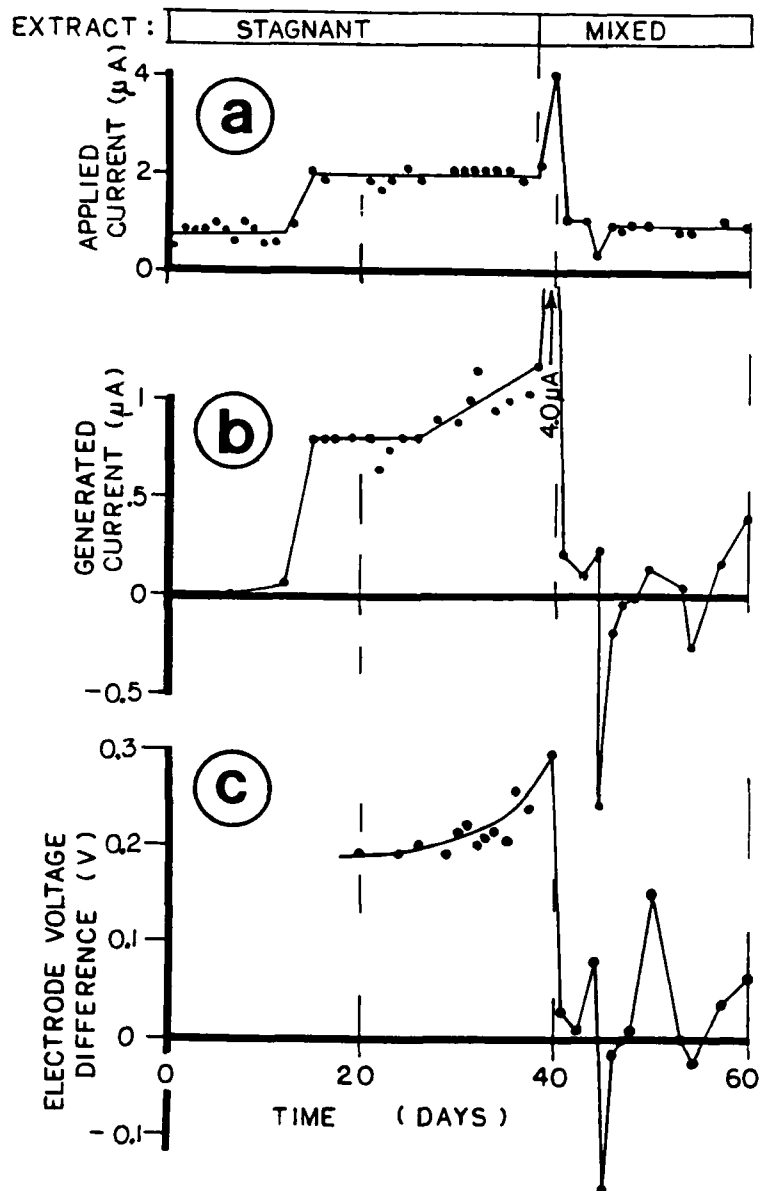 EXTRACT: STAGNANT MIXED
a
APPLIED
CURRENT (μA)
4
2
0
b
GENERATED
CURRENT (μA)
1
.5
0
-0.5
4.0μA
c
ELECTRODE VOLTAGE
DIFFERENCE (V)
0.3
0.2
0.1
0
-0.1
0 20 40 60
TIME (DAYS)